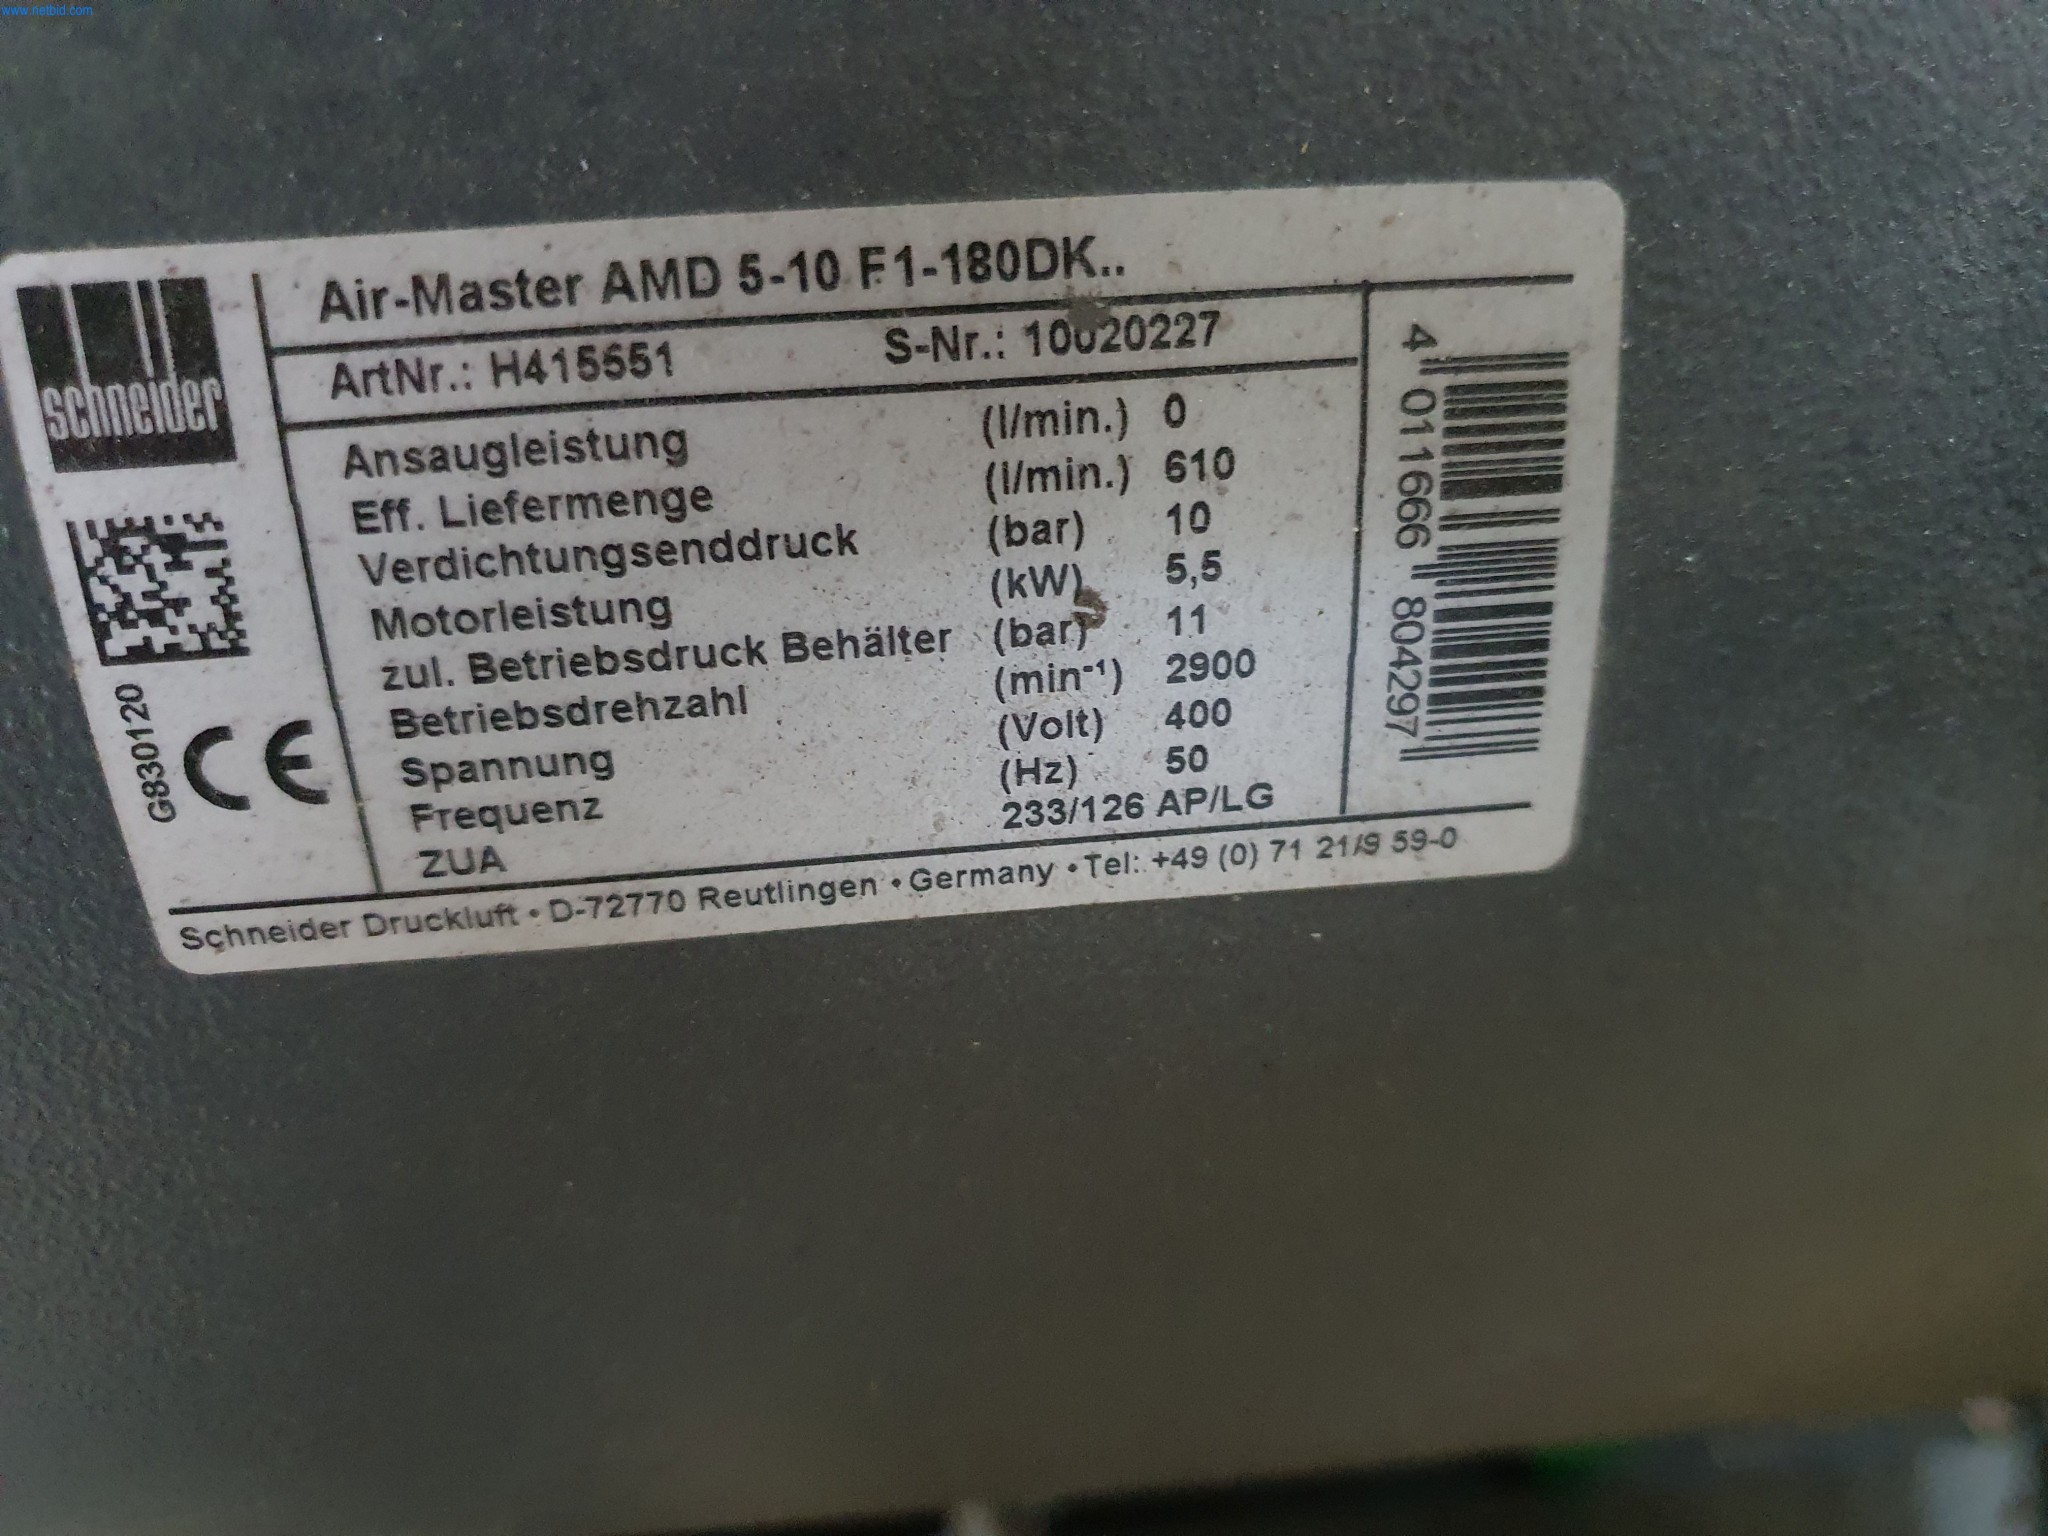 www.netbid.com
schneider
Air-Master AMD 5-10 F1-180DK..
ArtNr.: H415551 S-Nr.: 10020227
Ansaugleistung (l/min.) 0
Eff. Liefermenge (l/min.) 610
Verdichtungsenddruck (bar) 10
Motorleistung (kW) 5,5
zul. Betriebsdruck Behälter (bar) 11
Betriebsdrehzahl (min⁻¹) 2900
Spannung (Volt) 400
Frequenz (Hz) 50
ZUA 233/126 AP/LG
G8301120
CE
4 011666 804297
Schneider Druckluft • D-72770 Reutlingen • Germany • Tel: +49 (0) 71 21/9 59-0